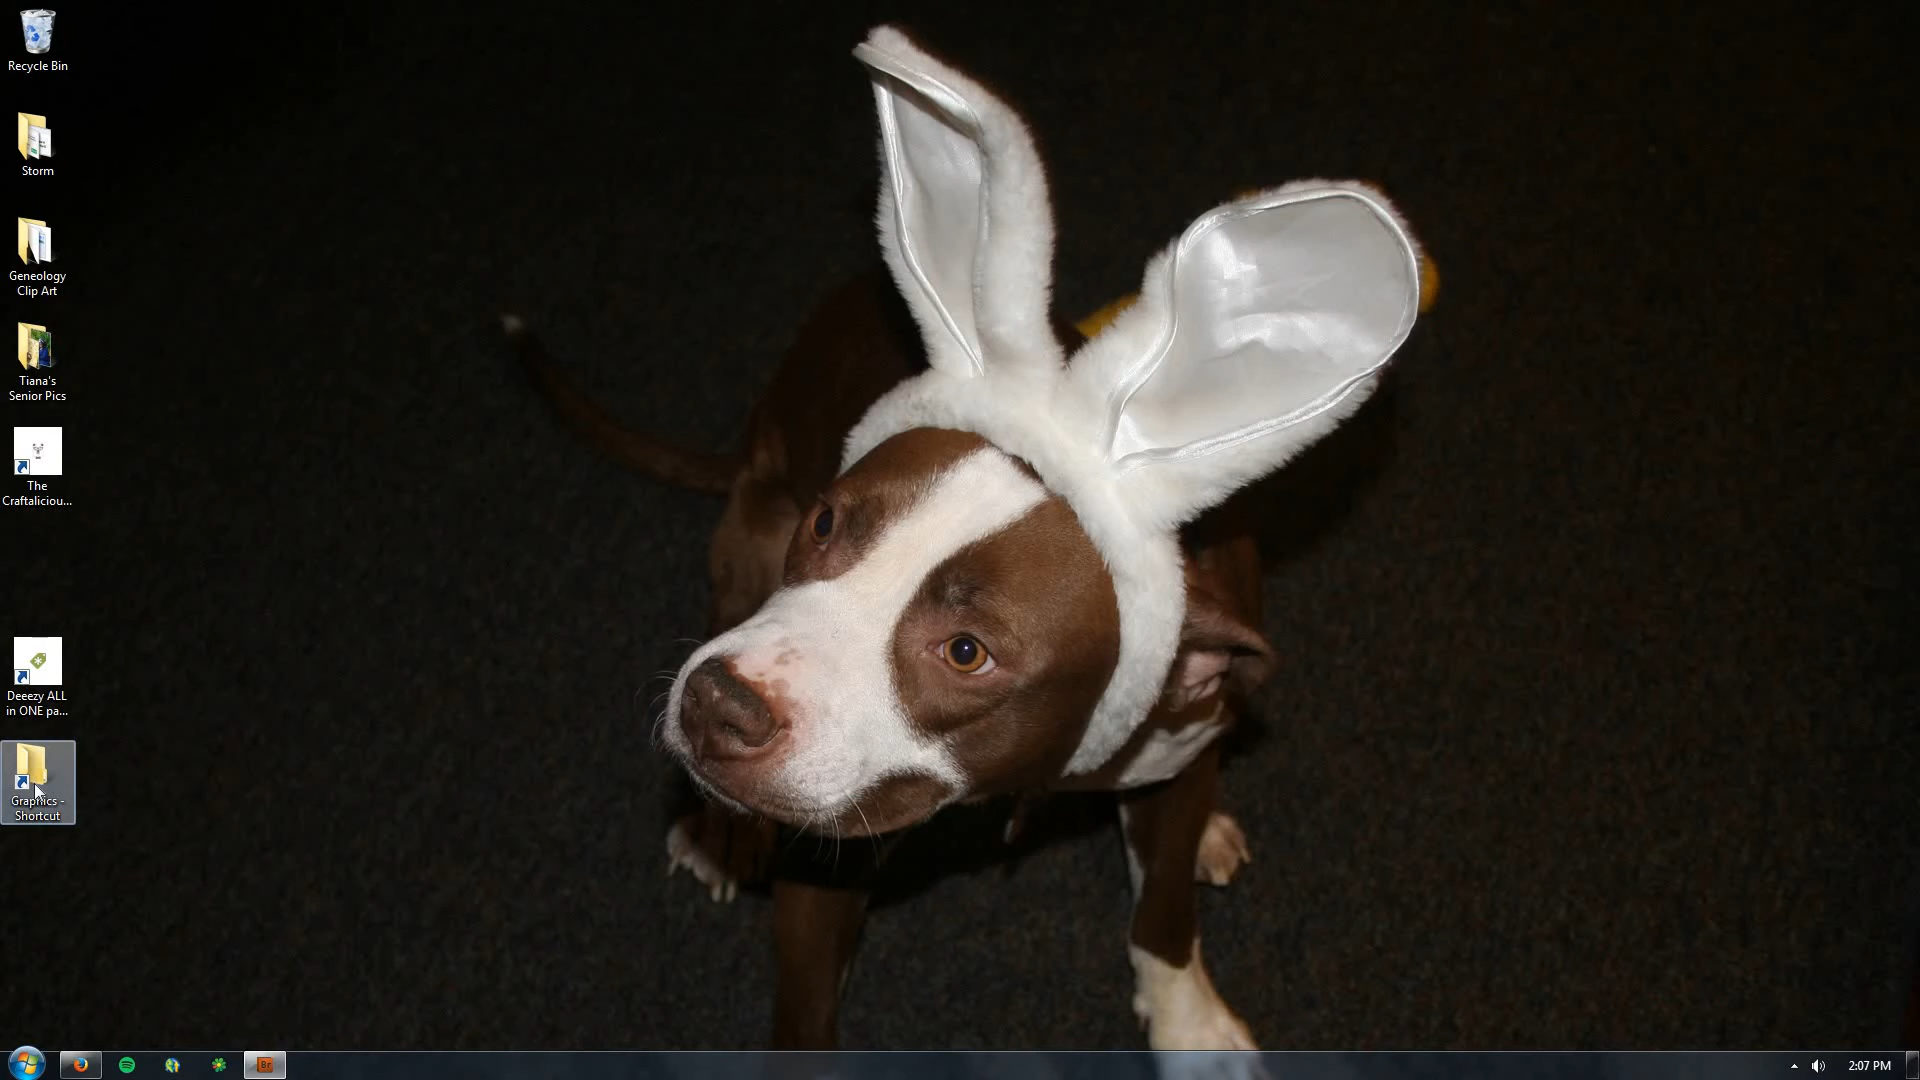 Recycle Bin
Storm
Geneology
Clip Art
Tiana's
Senior Pics
The
Craftaliciou...
Deeezy ALL
in ONE pa...
Graphics -
Shortcut
Br
2:07 PM